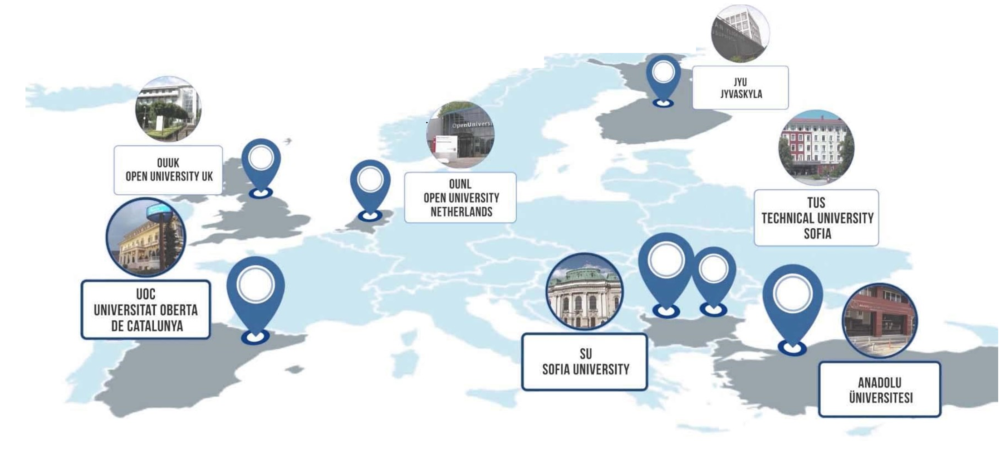 JYU
JYVASKYLA
OpenUnivers
OUUK
OPEN UNIVERSITY UK
OUNL
OPEN UNIVERSITY
NETHERLANDS
TUS
TECHNICAL UNIVERSITY
SOFIA
UOC
UNIVERSITAT OBERTA
DE CATALUNYA
SU
SOFIA UNIVERSITY
ANADOLU
ÜNIVERSITESI